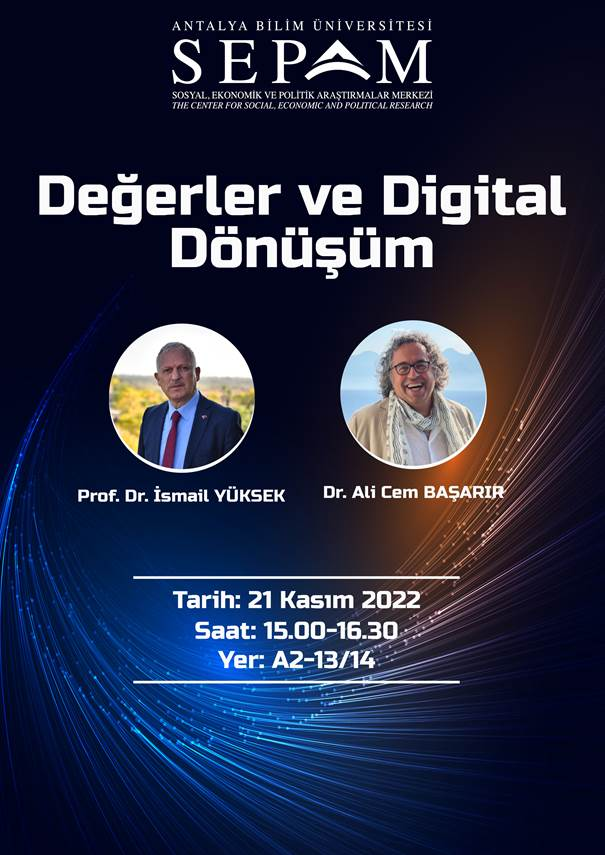 ANTALYA BİLİM ÜNİVERSİTESİ
SEPAM
SOSYAL, EKONOMİK VE POLİTİK ARAŞTIRMALAR MERKEZİ
THE CENTER FOR SOCIAL, ECONOMIC AND POLITICAL RESEARCH
Değerler ve Digital
Dönüşüm
Prof. Dr. İsmail YÜKSEK
Dr. Ali Cem BAŞARIR
Tarih: 21 Kasım 2022
Saat: 15.00-16.30
Yer: A2-13/14